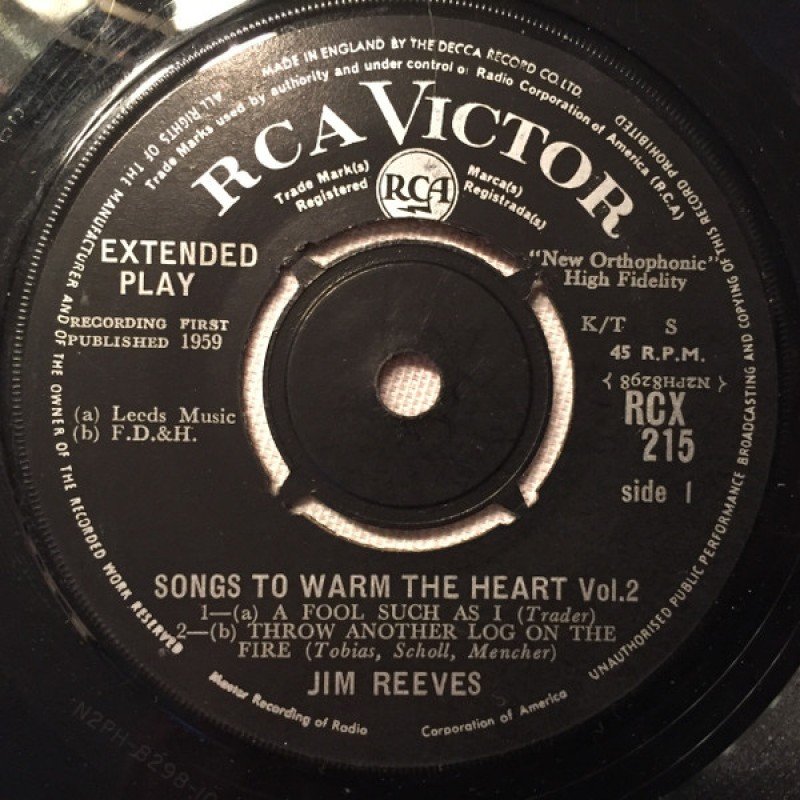 MADE IN ENGLAND BY THE DECCA RECORD CO. LTD.
ALL RIGHTS OF THE MANUFACTURER AND OF THE OWNER OF THE RECORDED WORK RESERVED
UNAUTHORISED PUBLIC PERFORMANCE BROADCASTING AND COPYING OF THIS RECORD PROHIBITED
Trade Marks used by authority and under control of Radio Corporation of America (R.C.A.)
RCA VICTOR
Trade Mark(s)
Registered
RCA
Marca(s)
Registrada(s)
EXTENDED
PLAY
"New Orthophonic"
High Fidelity
RECORDING FIRST
PUBLISHED 1959
K/T S
45 R.P.M.
{ N2PH8298 }
RCX
215
side 1
(a) Leeds Music
(b) F.D.&H.
SONGS TO WARM THE HEART Vol.2
1—(a) A FOOL SUCH AS I (Trader)
2—(b) THROW ANOTHER LOG ON THE
FIRE (Tobias, Scholl, Mencher)
JIM REEVES
Master Recording of Radio Corporation of America
N2PH-8298-1